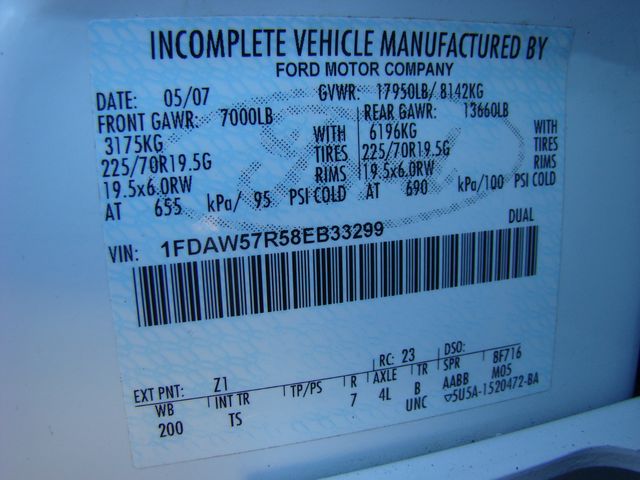 INCOMPLETE VEHICLE MANUFACTURED BY
FORD MOTOR COMPANY
DATE: 05/07 GVWR: 17950LB/ 8142KG
FRONT GAWR: 7000LB REAR GAWR: 13660LB
3175KG WITH 6196KG WITH
225/70R19.5G TIRES 225/70R19.5G TIRES
19.5x6.0RW RIMS 19.5x6.0RW RIMS
AT 655 kPa/ 95 PSI COLD AT 690 kPa/100 PSI COLD
DUAL
VIN: 1FDAW57R58EB33299
RC: 23 DSO:
EXT PNT: Z1 SPR 8F716
WB INT TR TP/PS R AXLE TR AABB M05
200 TS 7 4L B ▽5U5A-1520472-BA
UNC